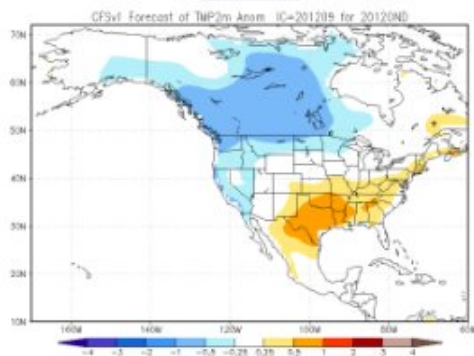 CFSv1 Forecast of TMP2m Anom IC=201209 for 2012OND
70N
60N
50N
40N
30N
20N
10N
160W 140W 120W 100W 80W 60W
-4 -3 -2 -1 -0.5 -0.25 0.25 0.5 1 2 3 4